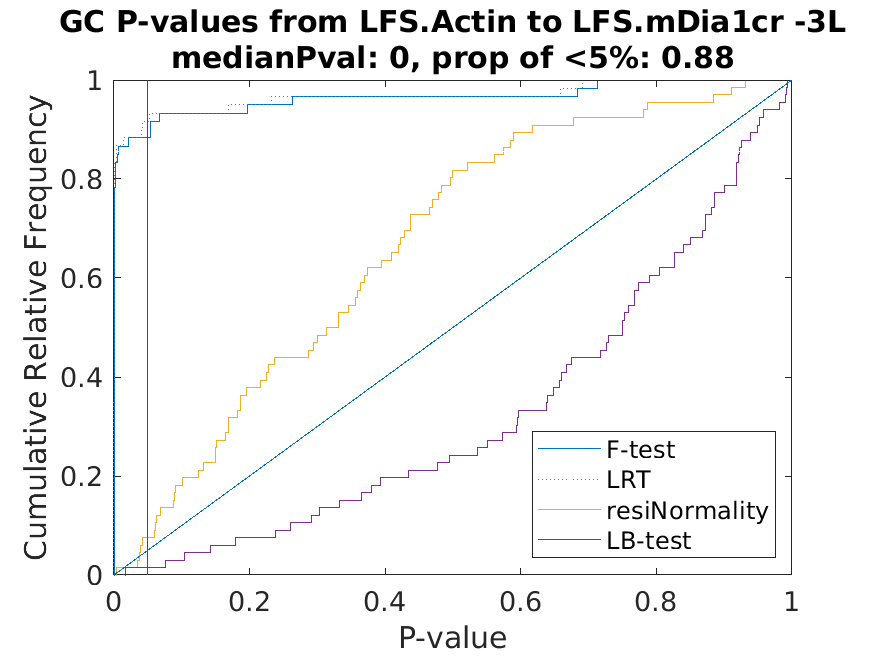 GC P-values from LFS.Actin to LFS.mDia1cr -3L
medianPval: 0, prop of <5%: 0.88
1
0.8
0.6
0.4
0.2
0
Cumulative Relative Frequency
F-test
LRT
resiNormality
LB-test
0 0.2 0.4 0.6 0.8 1
P-value